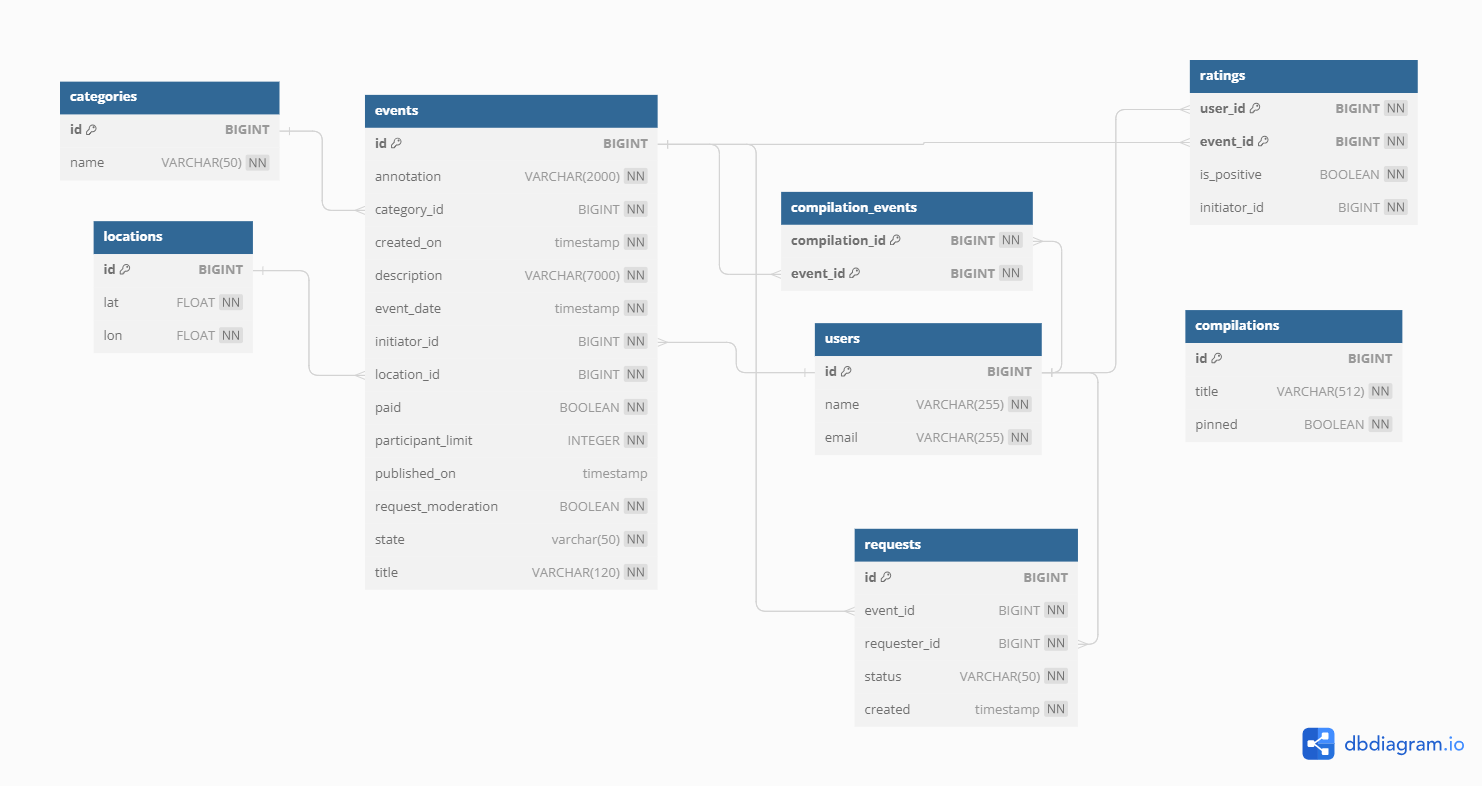 categories
id BIGINT
name VARCHAR(50) NN
locations
id BIGINT
lat FLOAT NN
lon FLOAT NN
events
id BIGINT
annotation VARCHAR(2000) NN
category_id BIGINT NN
created_on timestamp NN
description VARCHAR(7000) NN
event_date timestamp NN
initiator_id BIGINT NN
location_id BIGINT NN
paid BOOLEAN NN
participant_limit INTEGER NN
published_on timestamp
request_moderation BOOLEAN NN
state varchar(50) NN
title VARCHAR(120) NN
compilation_events
compilation_id BIGINT NN
event_id BIGINT NN
users
id BIGINT
name VARCHAR(255) NN
email VARCHAR(255) NN
requests
id BIGINT
event_id BIGINT NN
requester_id BIGINT NN
status VARCHAR(50) NN
created timestamp NN
ratings
user_id BIGINT NN
event_id BIGINT NN
is_positive BOOLEAN NN
initiator_id BIGINT NN
compilations
id BIGINT
title VARCHAR(512) NN
pinned BOOLEAN NN
dbdiagram.io